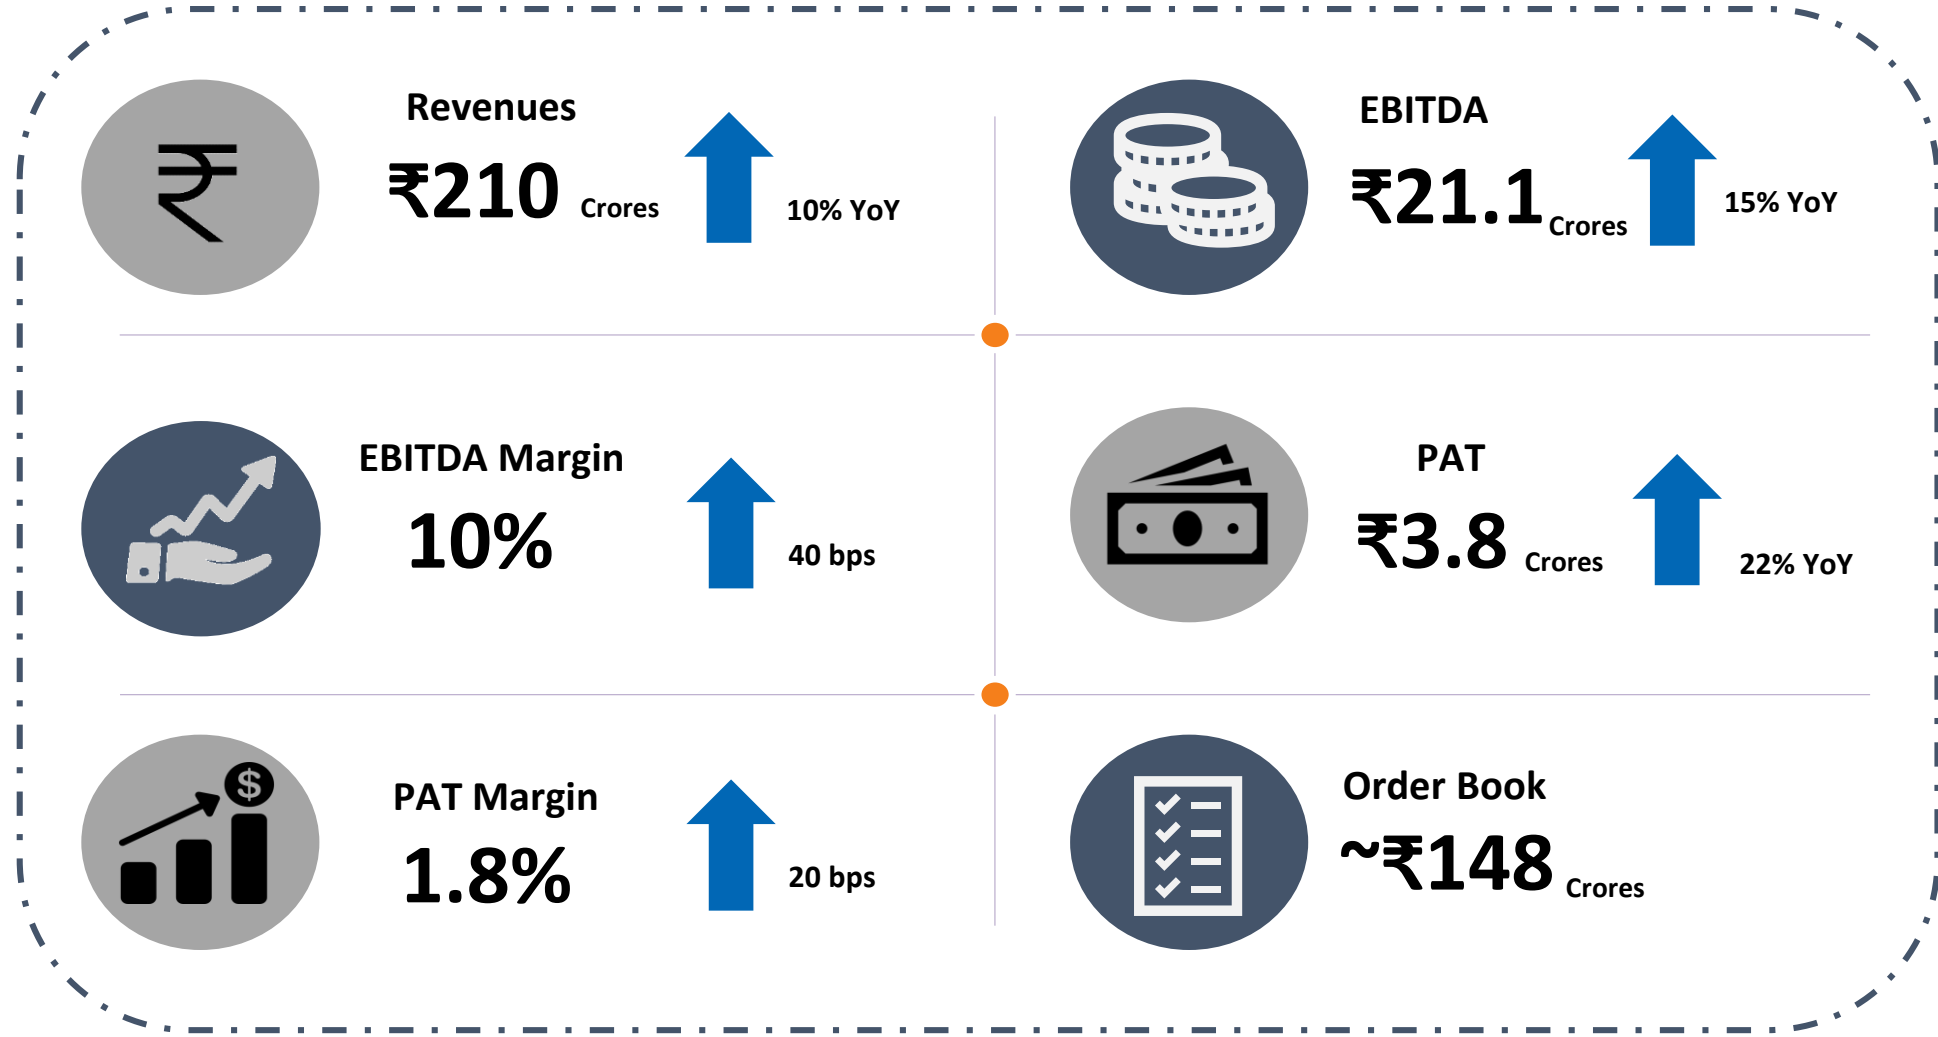 Revenues
₹210 Crores
10% YoY
EBITDA
₹21.1 Crores
15% YoY
EBITDA Margin
10%
40 bps
PAT
₹3.8 Crores
22% YoY
PAT Margin
1.8%
20 bps
Order Book
~₹148 Crores
₹
$